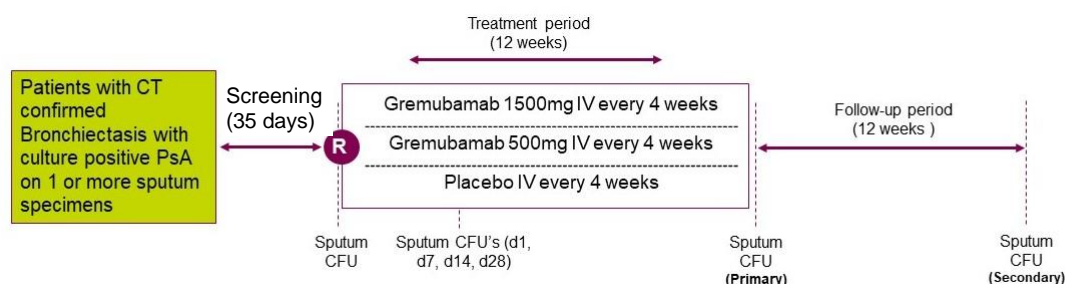 Patients with CT
confirmed
Bronchiectasis with
culture positive PsA
on 1 or more sputum
specimens
Screening
(35 days)
R
Treatment period
(12 weeks)
Gremubamab 1500mg IV every 4 weeks
Gremubamab 500mg IV every 4 weeks
Placebo IV every 4 weeks
Follow-up period
(12 weeks )
Sputum
CFU
Sputum CFU's (d1,
d7, d14, d28)
Sputum
CFU
(Primary)
Sputum
CFU
(Secondary)